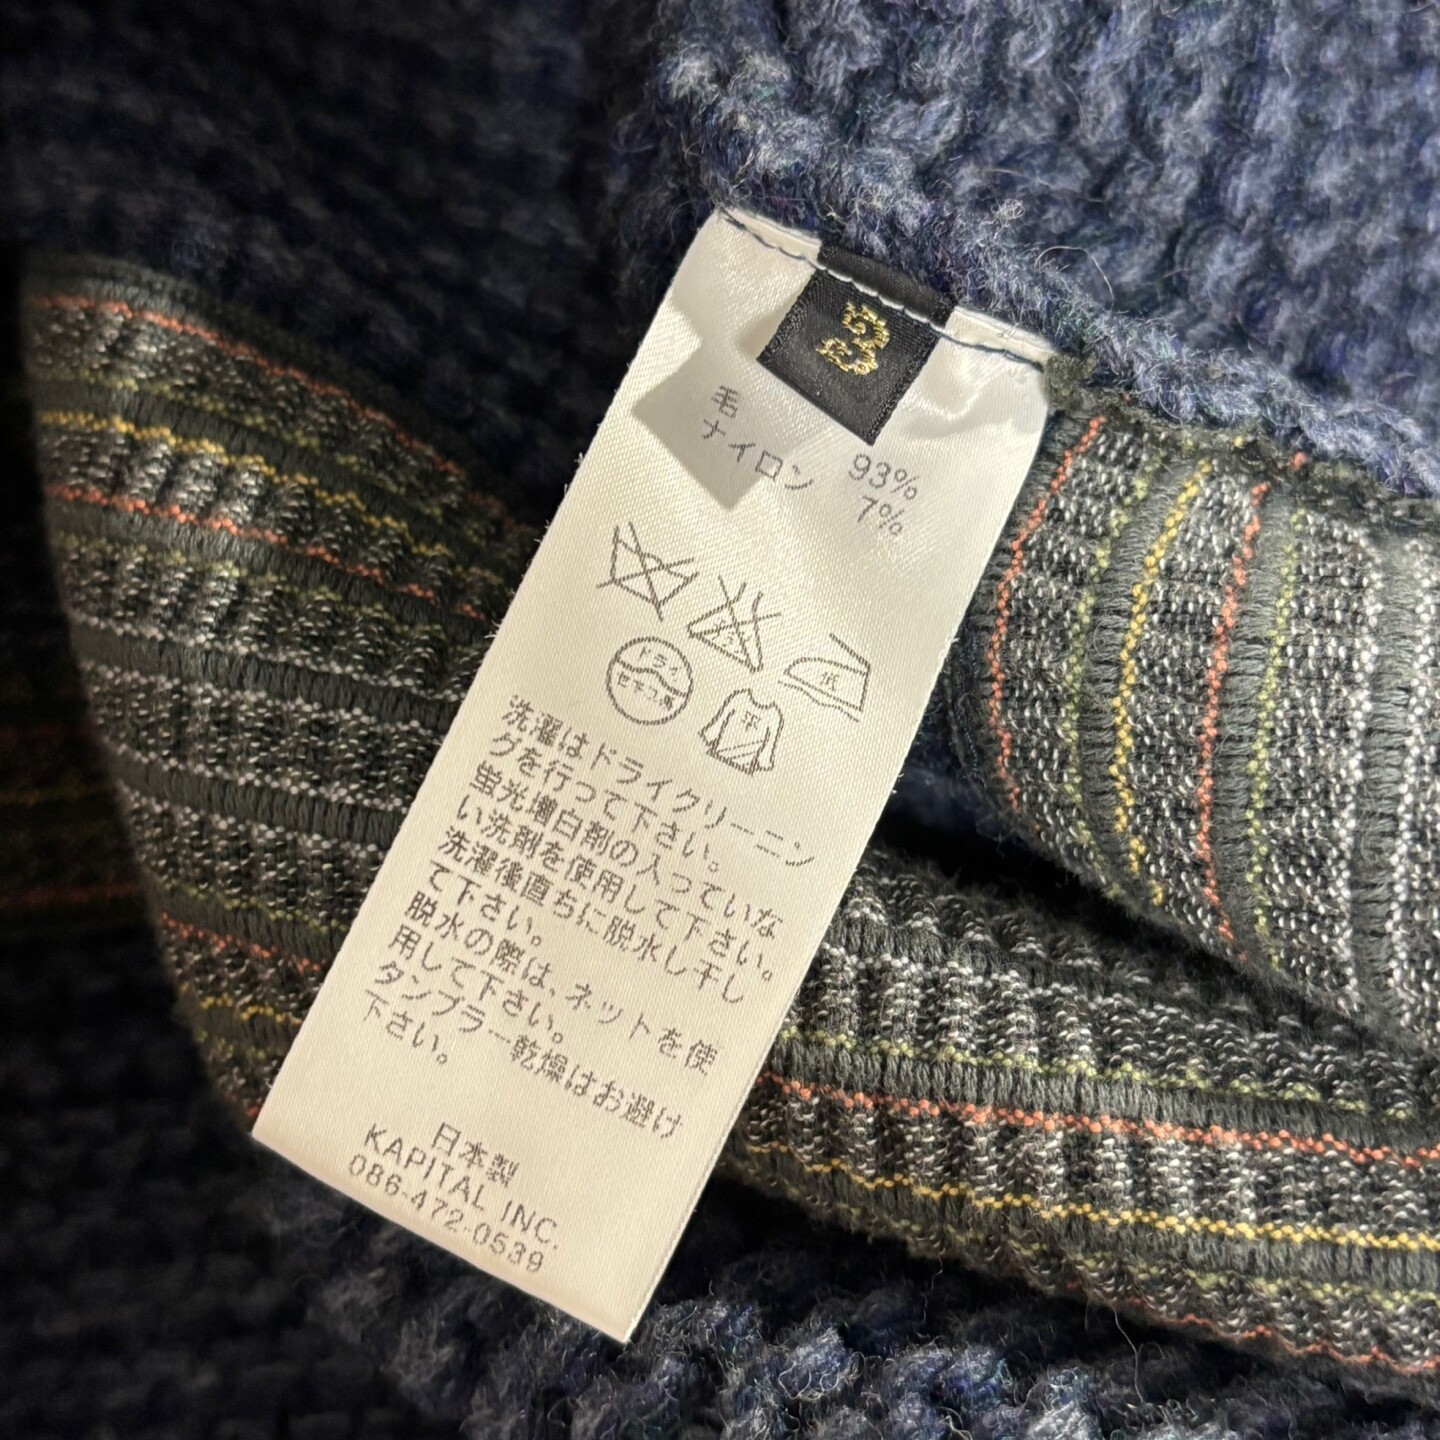 3
毛 93%
ナイロン 7%
低
ドライ
セキユ系
平
洗濯はドライクリーニン
グを行って下さい。
蛍光増白剤の入っていな
い洗剤を使用して下さい。
洗濯後直ちに脱水し干し
て下さい。
脱水の際は、ネットを使
用して下さい。
タンブラー乾燥はお避け
下さい。
日本製
KAPITAL INC.
086-472-0539